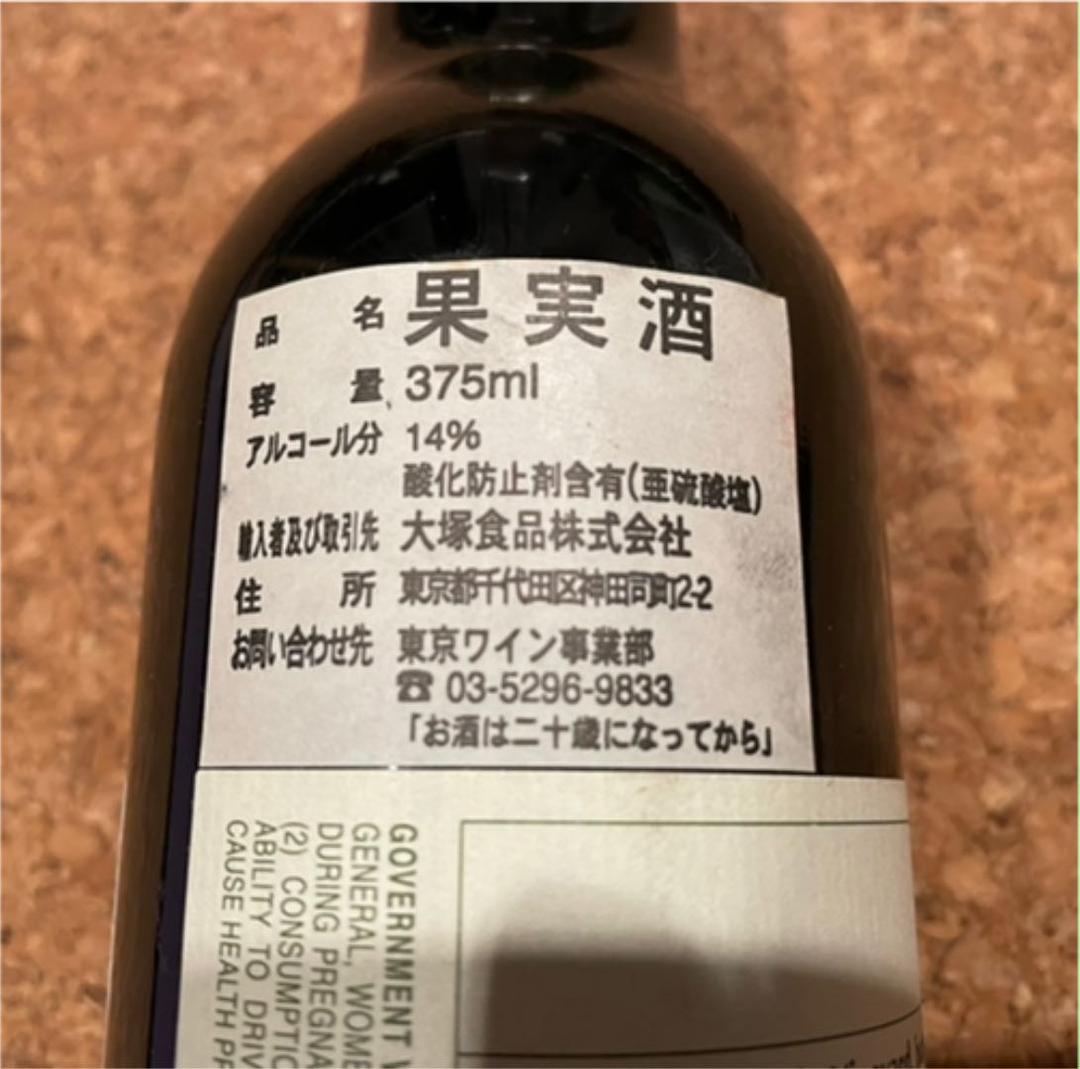 品名 果実酒
容量 375ml
アルコール分 14%
酸化防止剤含有(亜硫酸塩)
輸入者及び取引先 大塚食品株式会社
住所 東京都千代田区神田司町2-2
お問い合わせ先 東京ワイン事業部
☎ 03-5296-9833
「お酒は二十歳になってから」
GOVERNMENT
GENERAL, WOME
DURING PREGNA
(2) CONSUMPTIO
ABILITY TO DRIV
CAUSE HEALTH PR